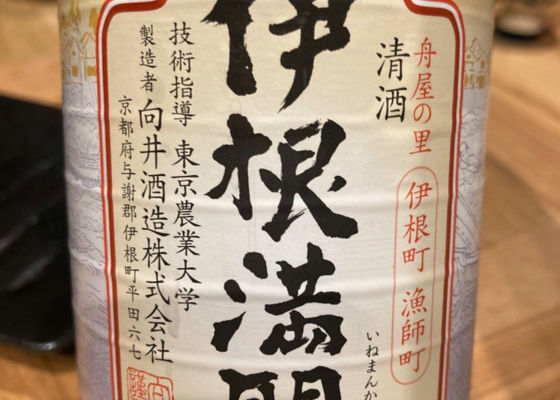 舟屋の里 伊根町 漁師町
清酒
伊根満開
いねまんか
技術指導 東京農業大学
製造者 向井酒造株式会社
京都府与謝郡伊根町平田六七
謹